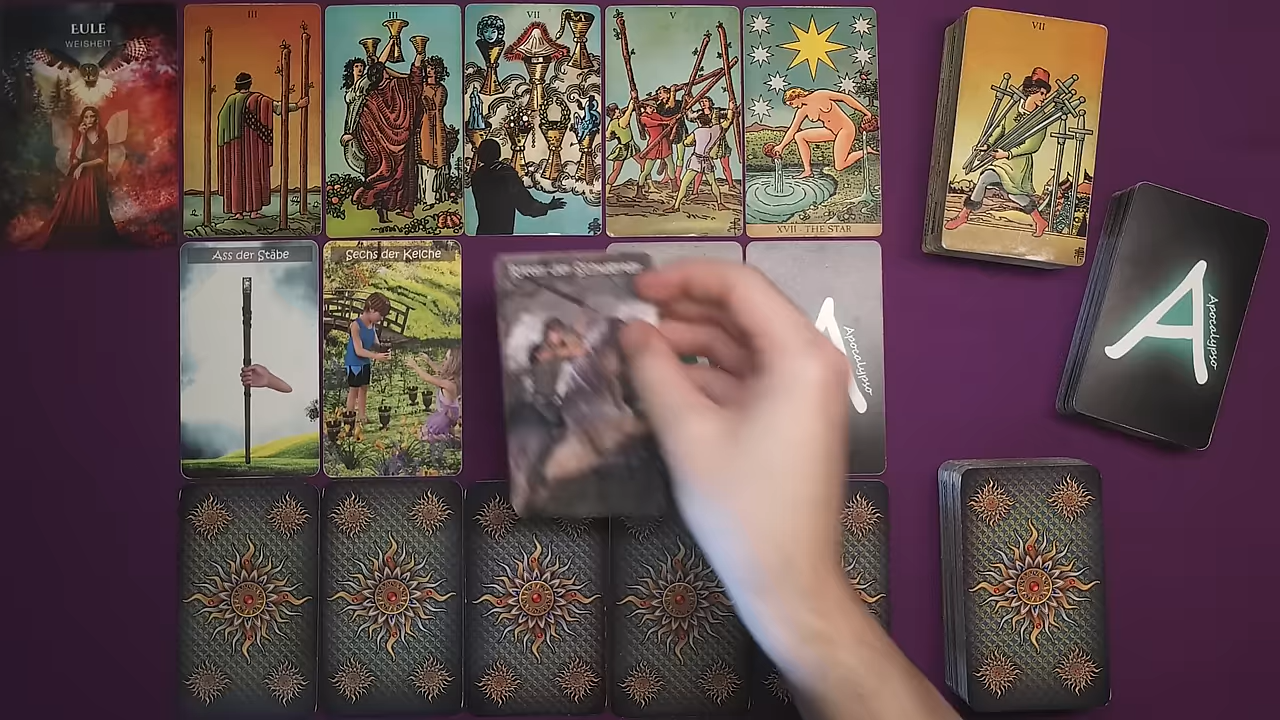 EULE
WEISHEIT
III
III
VII
V
XVII - THE STAR
VII
Ass der Stäbe
Sechs der Kelche
A
Apocalypso
A
Apocalypso